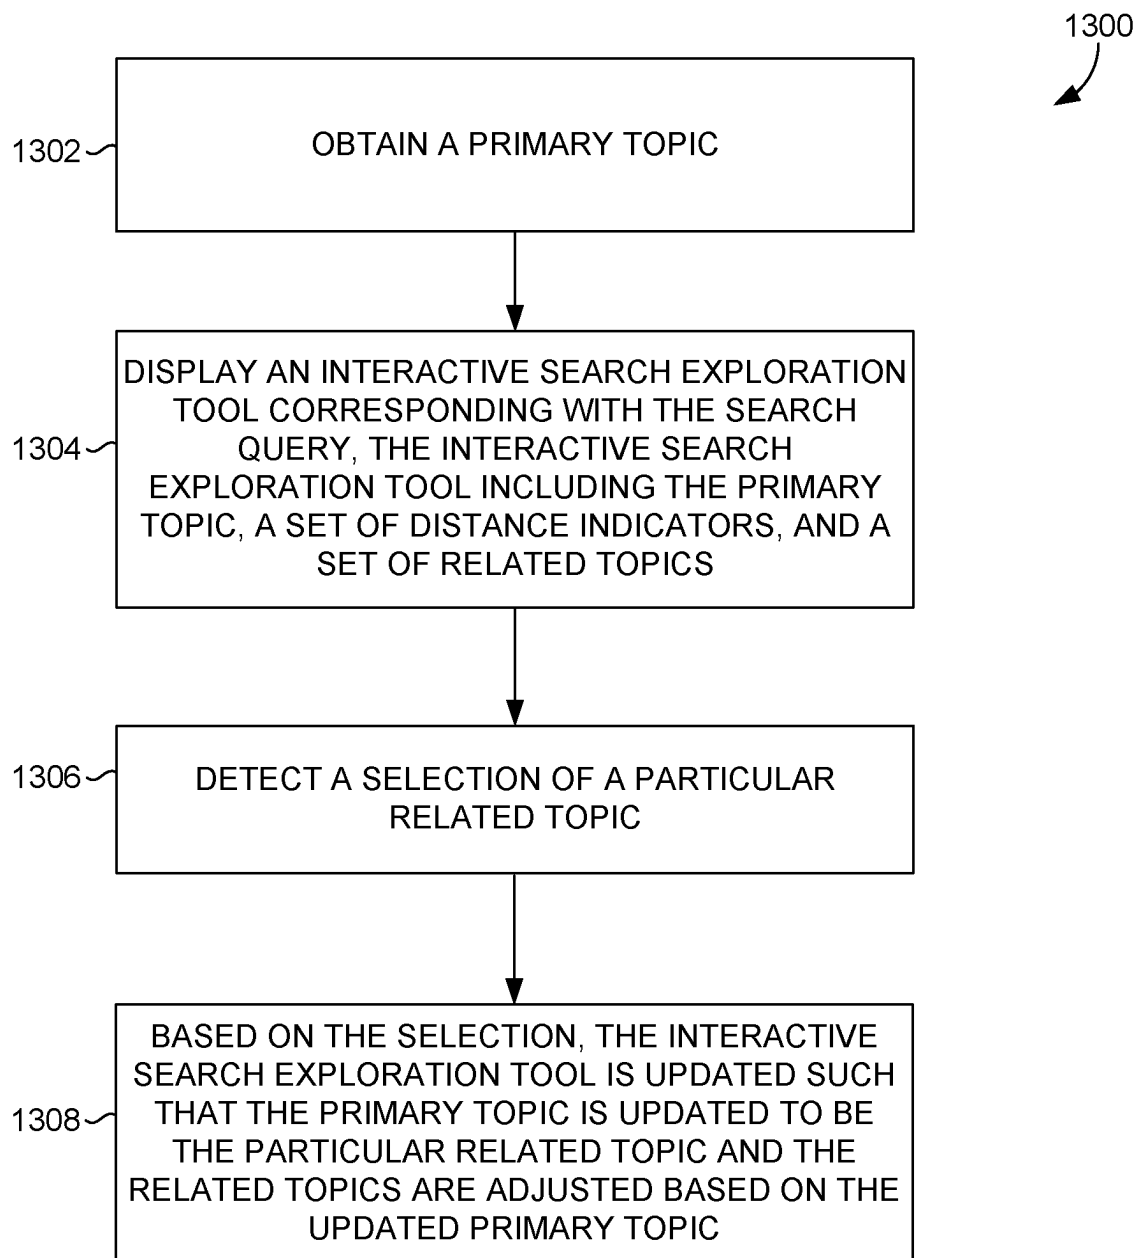 1300
1302
OBTAIN A PRIMARY TOPIC
1304
DISPLAY AN INTERACTIVE SEARCH EXPLORATION
TOOL CORRESPONDING WITH THE SEARCH
QUERY, THE INTERACTIVE SEARCH
EXPLORATION TOOL INCLUDING THE PRIMARY
TOPIC, A SET OF DISTANCE INDICATORS, AND A
SET OF RELATED TOPICS
1306
DETECT A SELECTION OF A PARTICULAR
RELATED TOPIC
1308
BASED ON THE SELECTION, THE INTERACTIVE
SEARCH EXPLORATION TOOL IS UPDATED SUCH
THAT THE PRIMARY TOPIC IS UPDATED TO BE
THE PARTICULAR RELATED TOPIC AND THE
RELATED TOPICS ARE ADJUSTED BASED ON THE
UPDATED PRIMARY TOPIC